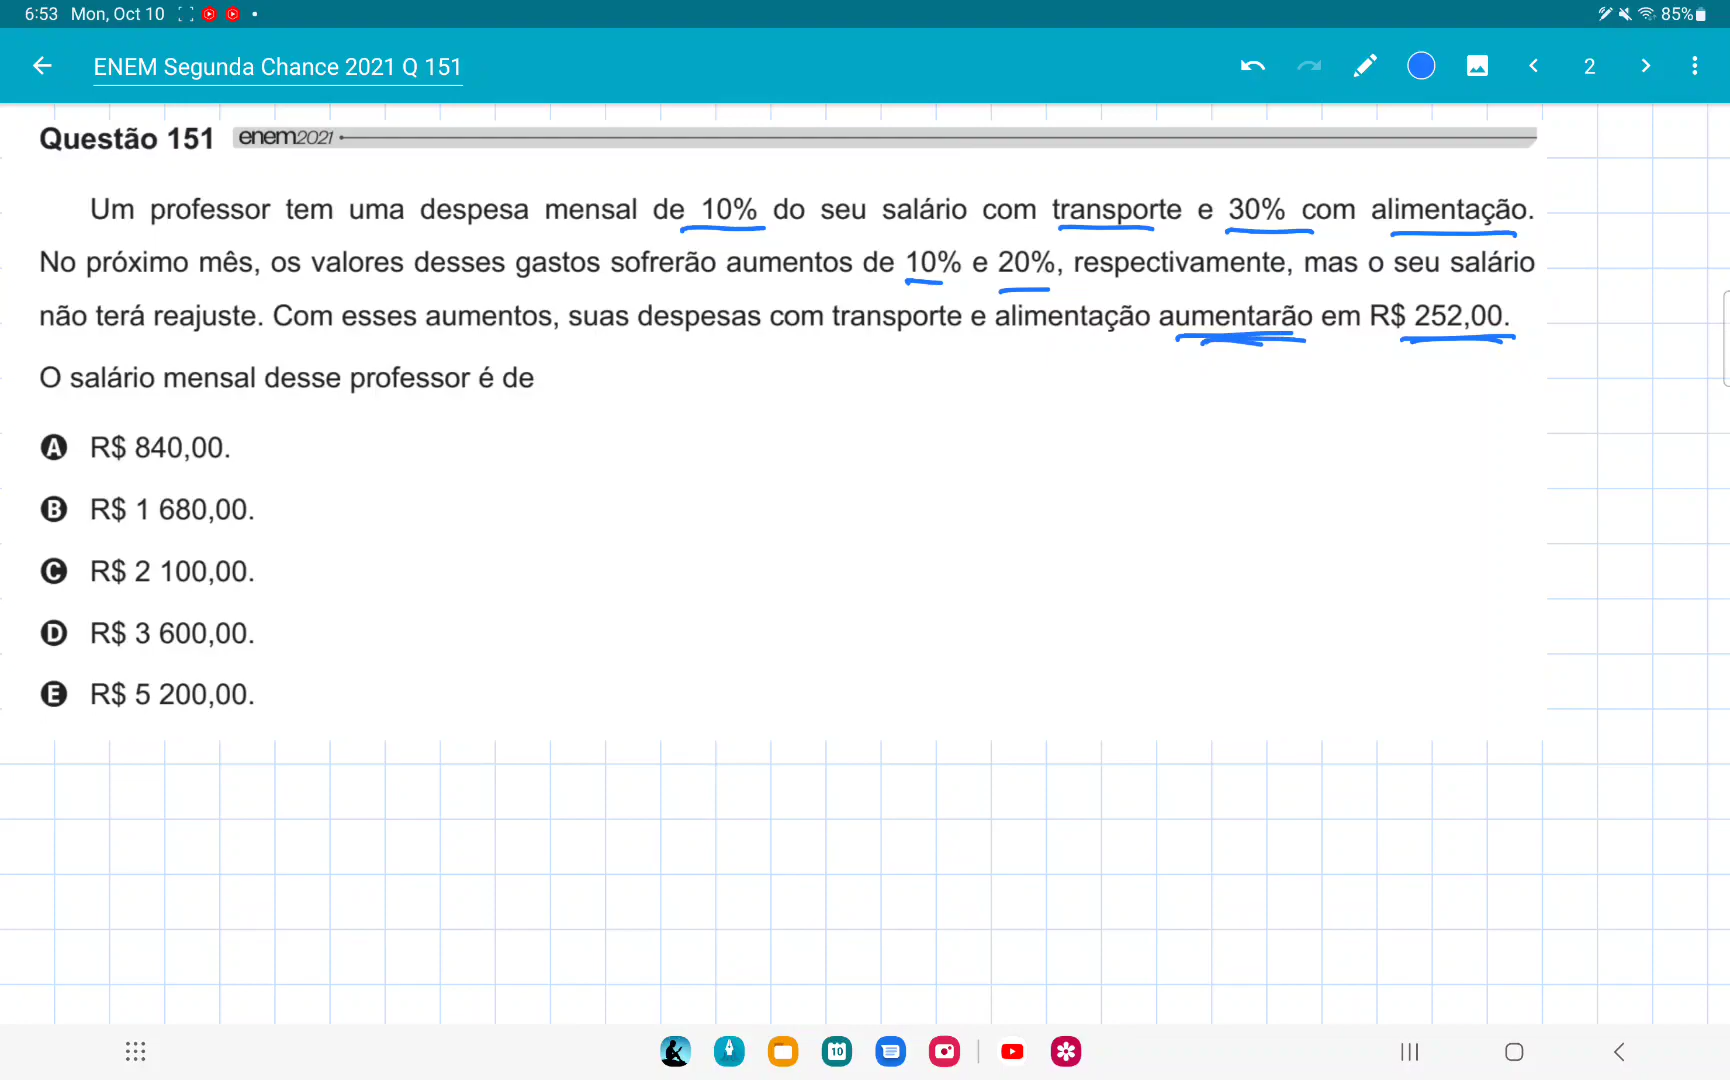 6:53 Mon, Oct 10 85%
ENEM Segunda Chance 2021 Q 151 2
Questão 151 enem2021
Um professor tem uma despesa mensal de 10% do seu salário com transporte e 30% com alimentação.
No próximo mês, os valores desses gastos sofrerão aumentos de 10% e 20%, respectivamente, mas o seu salário
não terá reajuste. Com esses aumentos, suas despesas com transporte e alimentação aumentarão em R$ 252,00.
O salário mensal desse professor é de
A R$ 840,00.
B R$ 1 680,00.
C R$ 2 100,00.
D R$ 3 600,00.
E R$ 5 200,00.
10